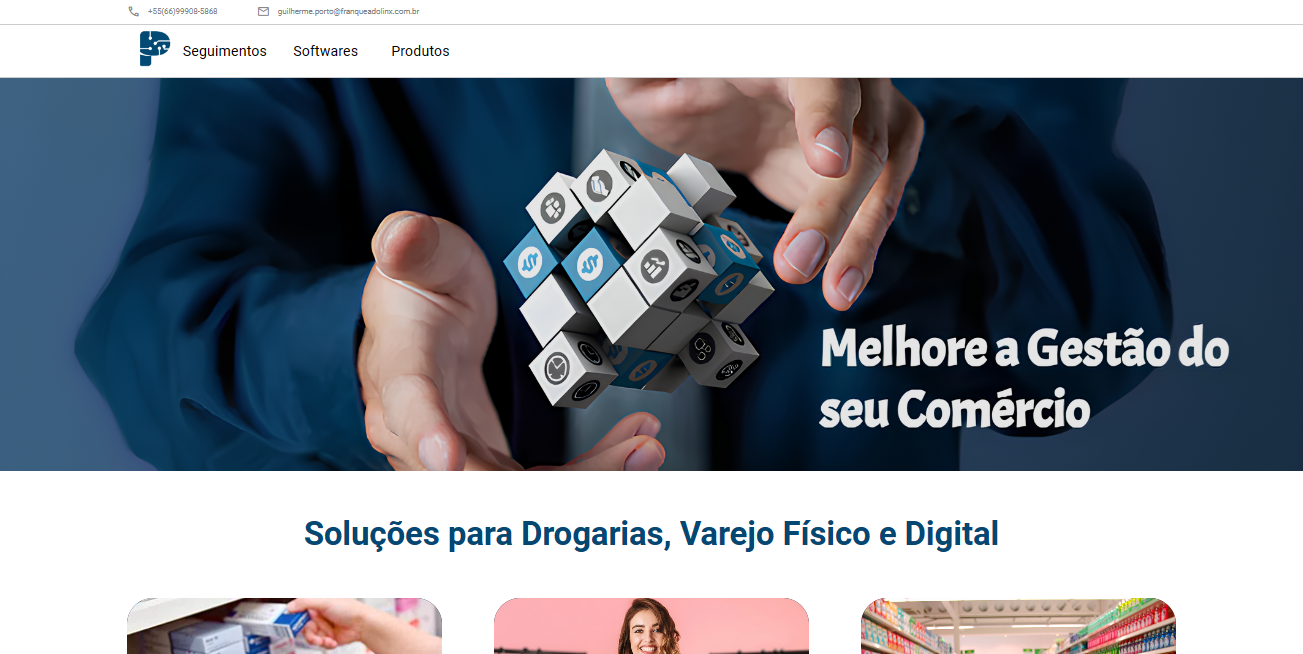 +55(66)99908-5868 guilherme.porto@franqueadolinx.com.br
Seguimentos Softwares Produtos
Melhore a Gestão do
seu Comércio
Soluções para Drogarias, Varejo Físico e Digital